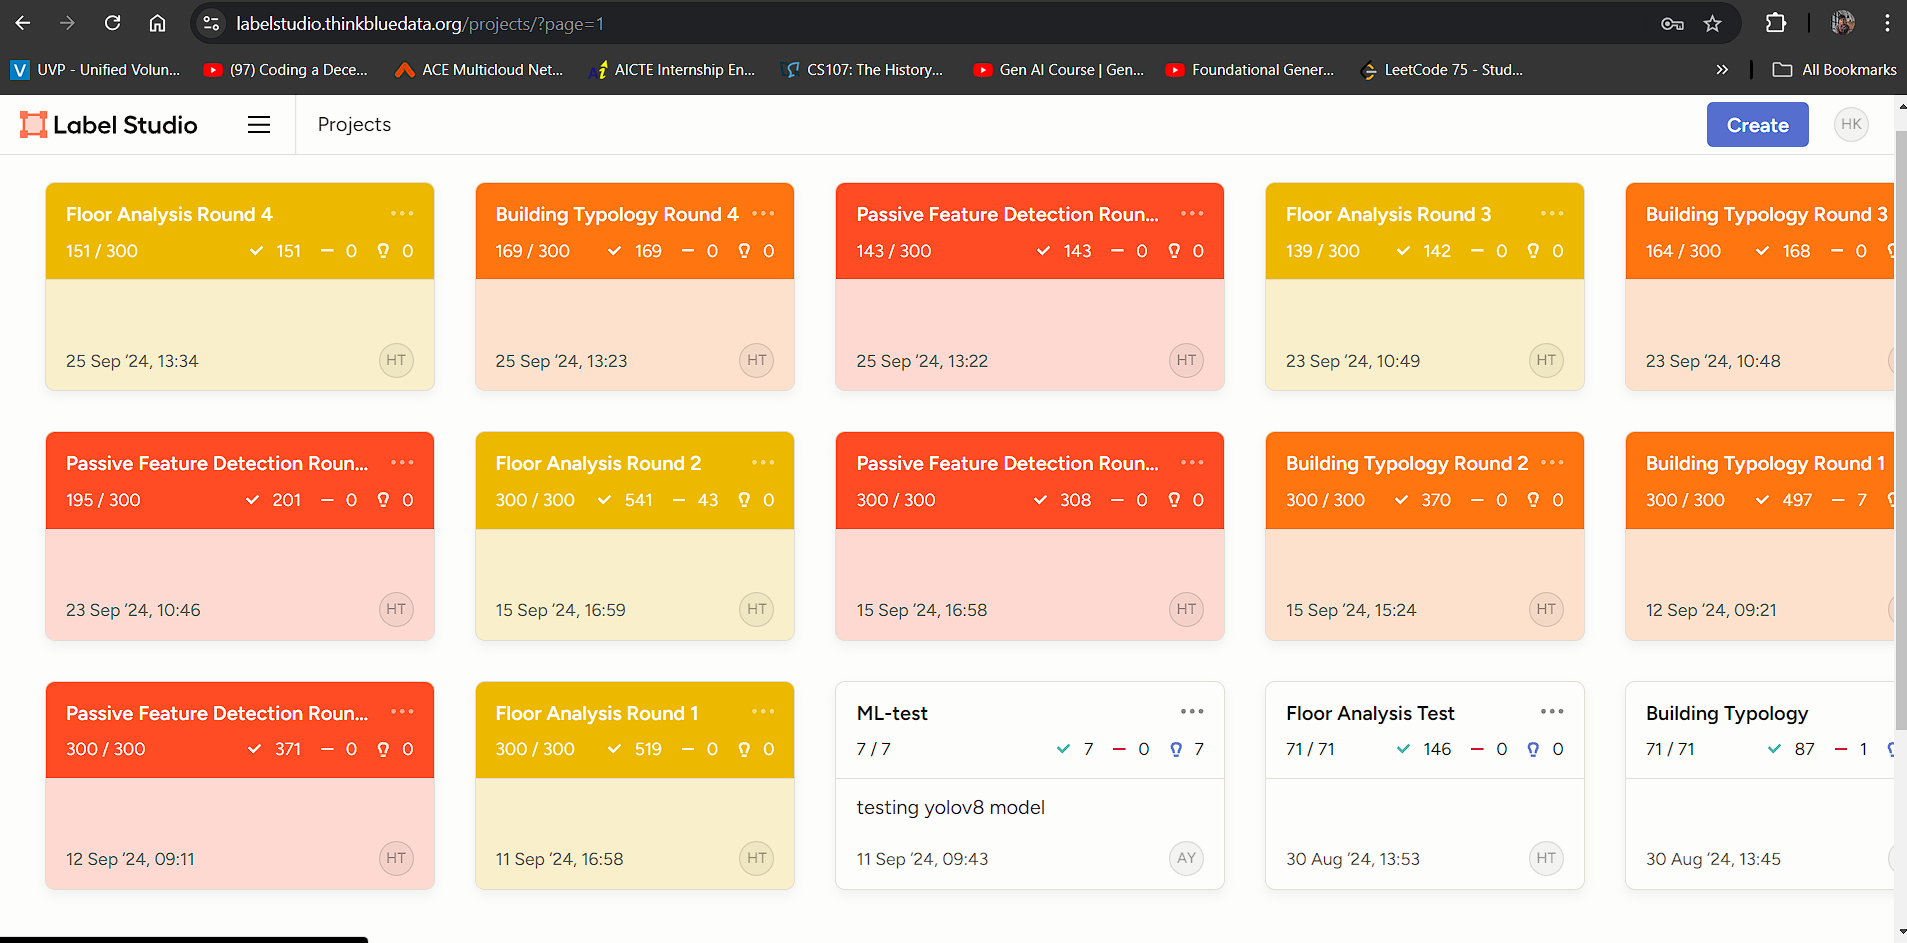 labelstudio.thinkbluedata.org/projects/?page=1
UVP - Unified Volun... (97) Coding a Dece... ACE Multicloud Net... AICTE Internship En... CS107: The History... Gen AI Course | Gen... Foundational Gener... LeetCode 75 - Stud... » All Bookmarks
Label Studio Projects Create HK
Floor Analysis Round 4 ... Building Typology Round 4 ... Passive Feature Detection Roun... ... Floor Analysis Round 3 ... Building Typology Round 3
151 / 300 151 0 0 169 / 300 169 0 0 143 / 300 143 0 0 139 / 300 142 0 0 164 / 300 168 0
25 Sep ’24, 13:34 HT 25 Sep ’24, 13:23 HT 25 Sep ’24, 13:22 HT 23 Sep ’24, 10:49 HT 23 Sep ’24, 10:48
Passive Feature Detection Roun... ... Floor Analysis Round 2 ... Passive Feature Detection Roun... ... Building Typology Round 2 ... Building Typology Round 1
195 / 300 201 0 0 300 / 300 541 43 0 300 / 300 308 0 0 300 / 300 370 0 0 300 / 300 497 7
23 Sep ’24, 10:46 HT 15 Sep ’24, 16:59 HT 15 Sep ’24, 16:58 HT 15 Sep ’24, 15:24 HT 12 Sep ’24, 09:21
Passive Feature Detection Roun... ... Floor Analysis Round 1 ... ML-test ... Floor Analysis Test ... Building Typology
300 / 300 371 0 0 300 / 300 519 0 0 7 / 7 7 0 7 71 / 71 146 0 0 71 / 71 87 1
testing yolov8 model
12 Sep ’24, 09:11 HT 11 Sep ’24, 16:58 HT 11 Sep ’24, 09:43 AY 30 Aug ’24, 13:53 HT 30 Aug ’24, 13:45